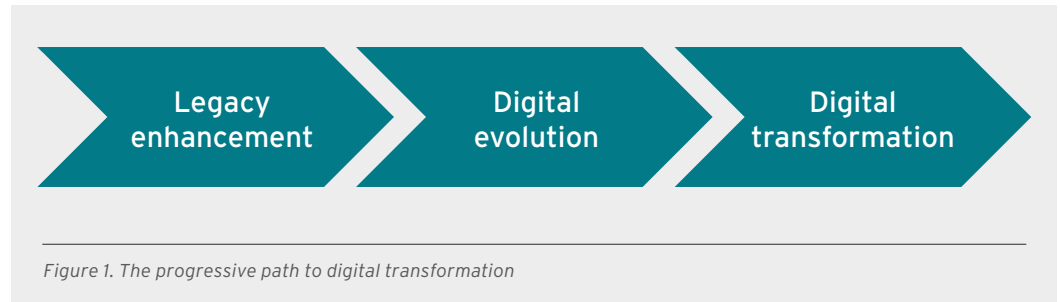 Legacy
enhancement
Digital
evolution
Digital
transformation
Figure 1. The progressive path to digital transformation